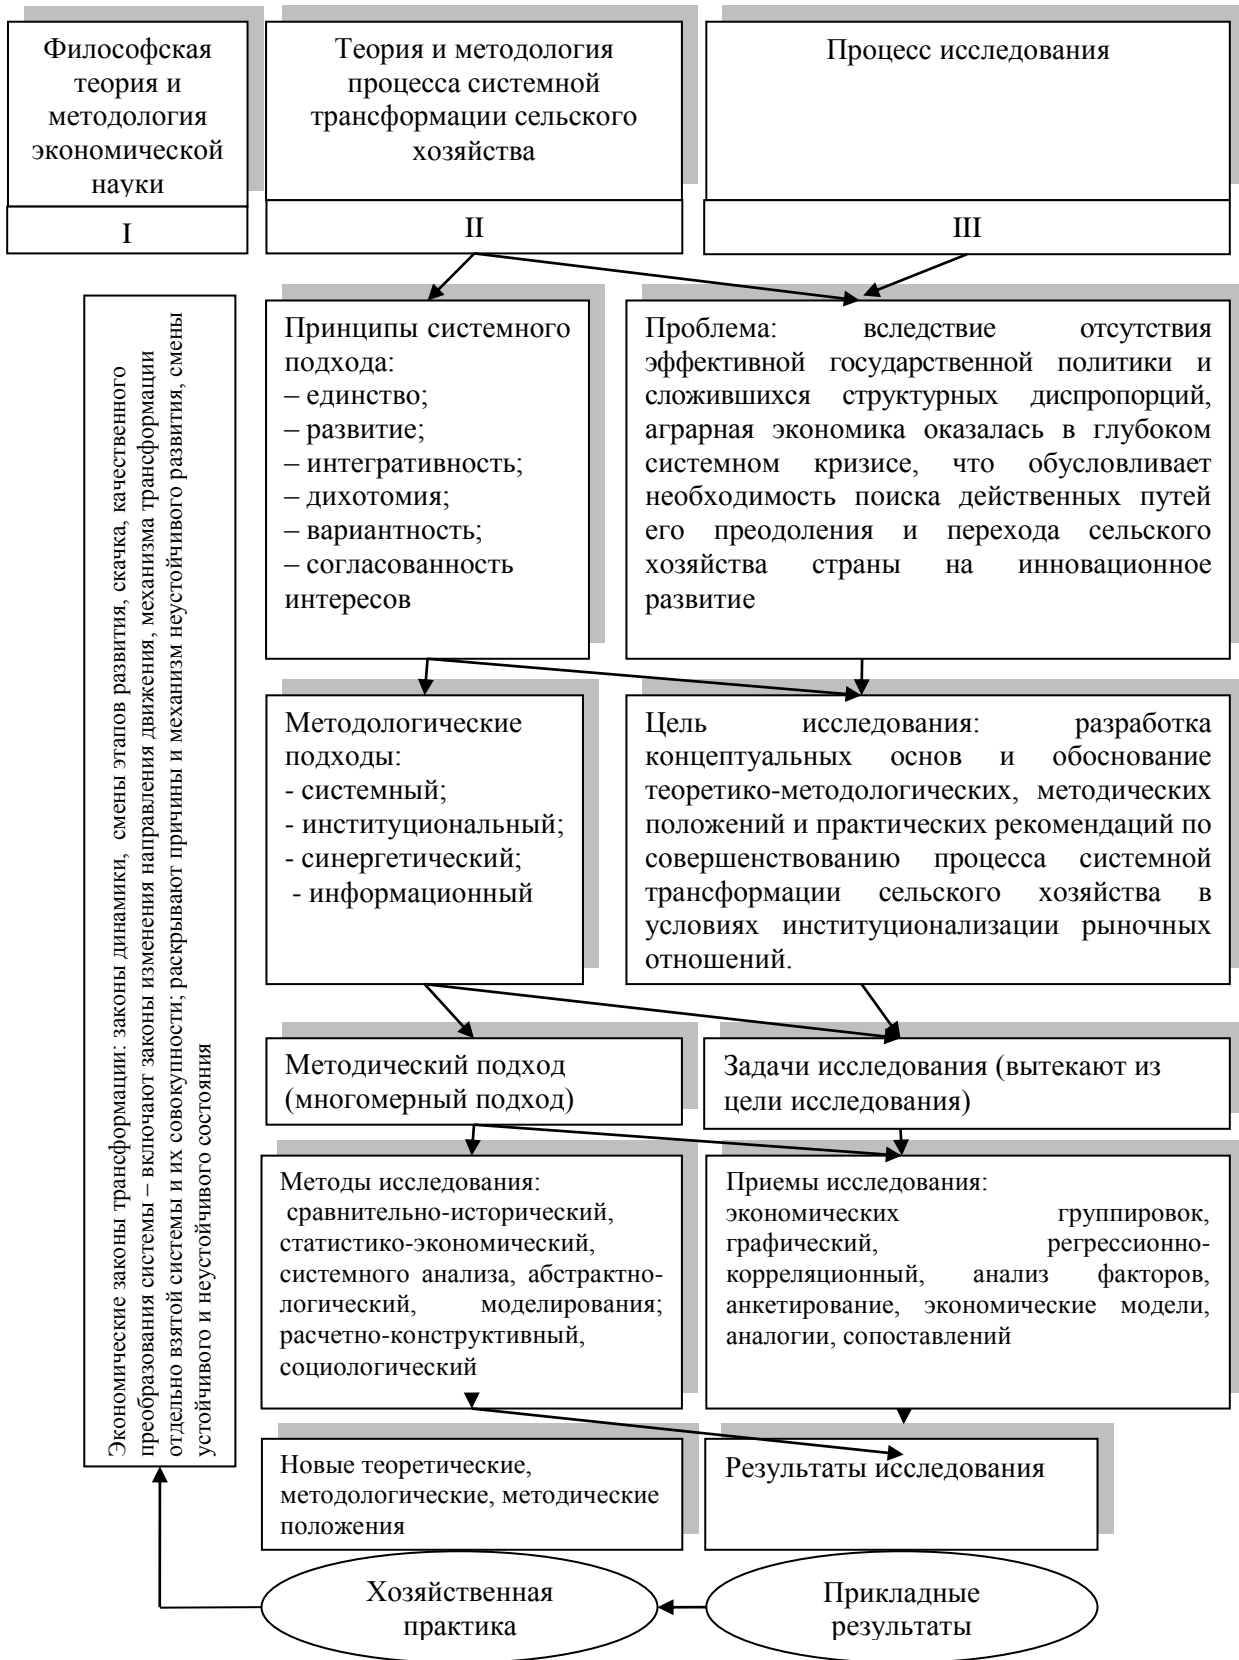 Философская
теория и
методология
экономической
науки
I
Теория и методология
процесса системной
трансформации сельского
хозяйства
II
Процесс исследования
III
Экономические законы трансформации: законы динамики, смены этапов развития, скачка, качественного
преобразования системы – включают законы изменения направления движения, механизма трансформации
отдельно взятой системы и их совокупности; раскрывают причины и механизм неустойчивого развития, смены
устойчивого и неустойчивого состояния
Принципы системного
подхода:
– единство;
– развитие;
– интегративность;
– дихотомия;
– вариантность;
– согласованность
интересов
Проблема: вследствие отсутствия
эффективной государственной политики и
сложившихся структурных диспропорций,
аграрная экономика оказалась в глубоком
системном кризисе, что обусловливает
необходимость поиска действенных путей
его преодоления и перехода сельского
хозяйства страны на инновационное
развитие
Методологические
подходы:
- системный;
- институциональный;
- синергетический;
- информационный
Цель исследования: разработка
концептуальных основ и обоснование
теоретико-методологических, методических
положений и практических рекомендаций по
совершенствованию процесса системной
трансформации сельского хозяйства в
условиях институционализации рыночных
отношений.
Методический подход
(многомерный подход)
Задачи исследования (вытекают из
цели исследования)
Методы исследования:
сравнительно-исторический,
статистико-экономический,
системного анализа, абстрактно-
логический, моделирования;
расчетно-конструктивный,
социологический
Приемы исследования:
экономических группировок,
графический, регрессионно-
корреляционный, анализ факторов,
анкетирование, экономические модели,
аналогии, сопоставлений
Новые теоретические,
методологические, методические
положения
Результаты исследования
Хозяйственная
практика
Прикладные
результаты